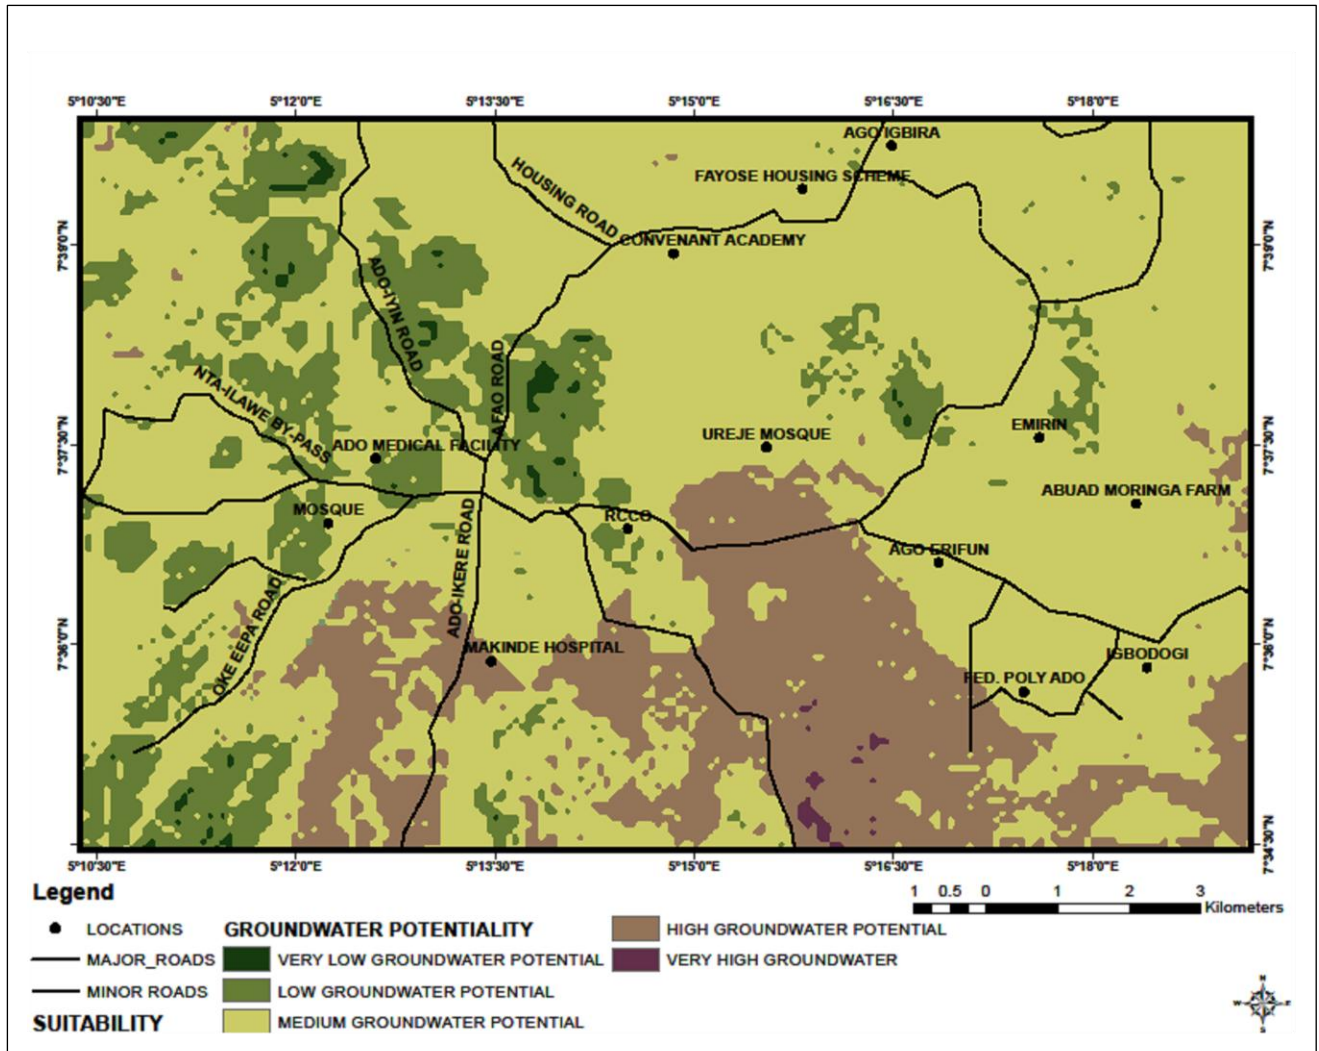 5°10'30"E 5°12'0"E 5°13'30"E 5°15'0"E 5°16'30"E 5°18'0"E
AGO IGBIRA
HOUSING ROAD
FAYOSE HOUSING SCHEME
7°39'0"N
CONVENANT ACADEMY
7°39'0"N
ADO-IYIN ROAD
AFAO ROAD
NTA-ILAWE BY-PASS
7°37'30"N
ADO MEDICAL FACILITY
UREJE MOSQUE
EMIRIN
7°37'30"N
ABUAD MORINGA FARM
MOSQUE
RCCG
ADO-IKERE ROAD
AGO ERIFUN
OKE EEPA ROAD
7°36'0"N
MAKINDE HOSPITAL
IGBODOGI
7°36'0"N
FED. POLY ADO
7°34'30"N
5°10'30"E 5°12'0"E 5°13'30"E 5°15'0"E 5°16'30"E 5°18'0"E
Legend
1 0.5 0 1 2 3
Kilometers
LOCATIONS
MAJOR_ROADS
MINOR ROADS
SUITABILITY
GROUNDWATER POTENTIALITY
VERY LOW GROUNDWATER POTENTIAL
LOW GROUNDWATER POTENTIAL
MEDIUM GROUNDWATER POTENTIAL
HIGH GROUNDWATER POTENTIAL
VERY HIGH GROUNDWATER
N
W E
S